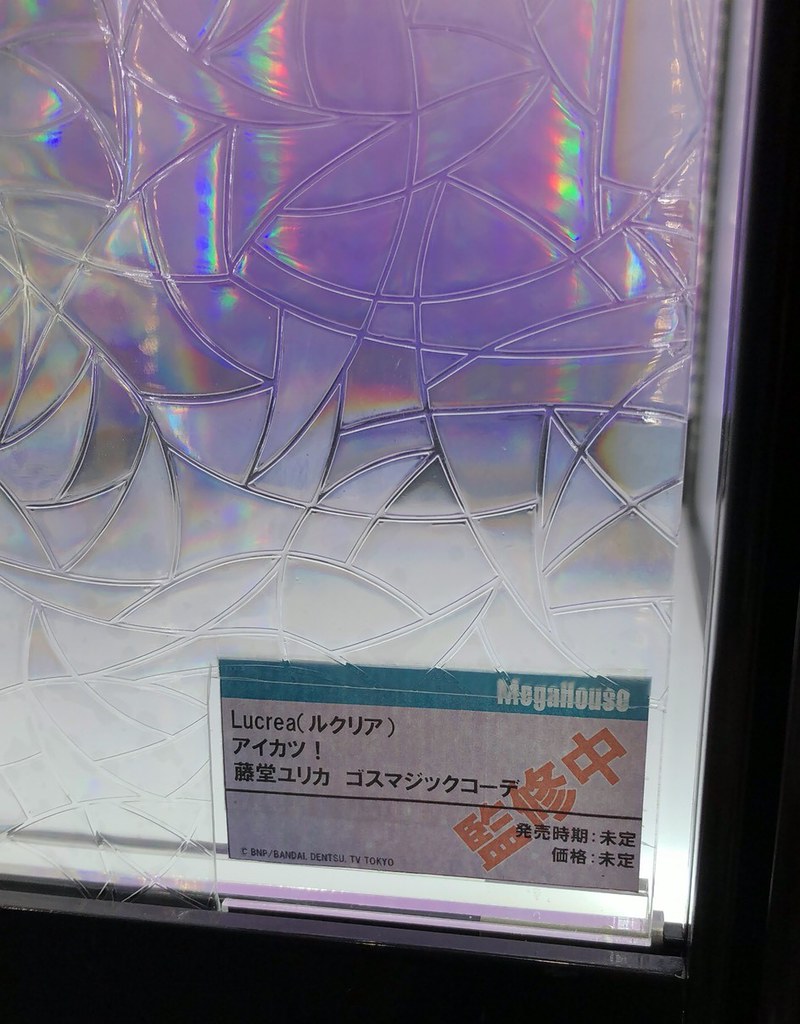 MegaHouse
Lucrea(ルクリア)
アイカツ!
藤堂ユリカ ゴスマジックコーデ
監修中
発売時期:未定
価格:未定
© BNP/BANDAI, DENTSU, TV TOKYO